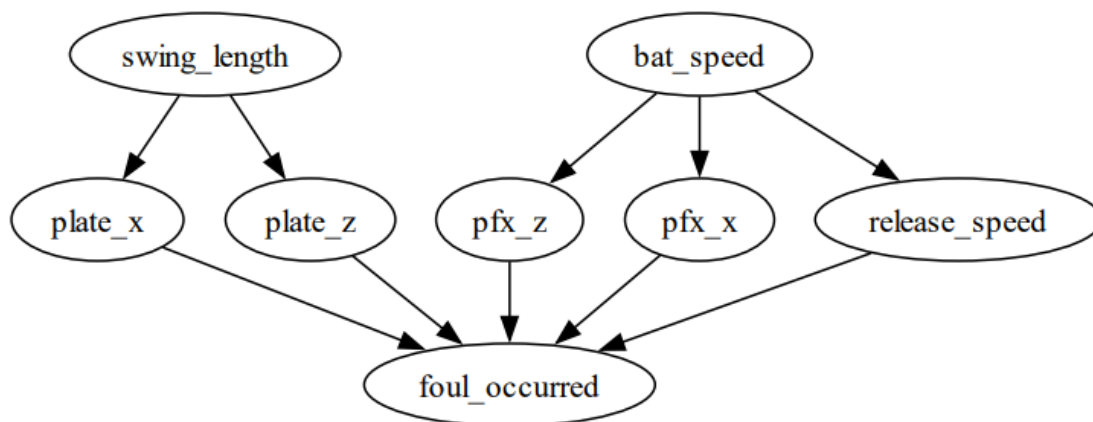 swing_length
bat_speed
plate_x
plate_z
pfx_z
pfx_x
release_speed
foul_occurred